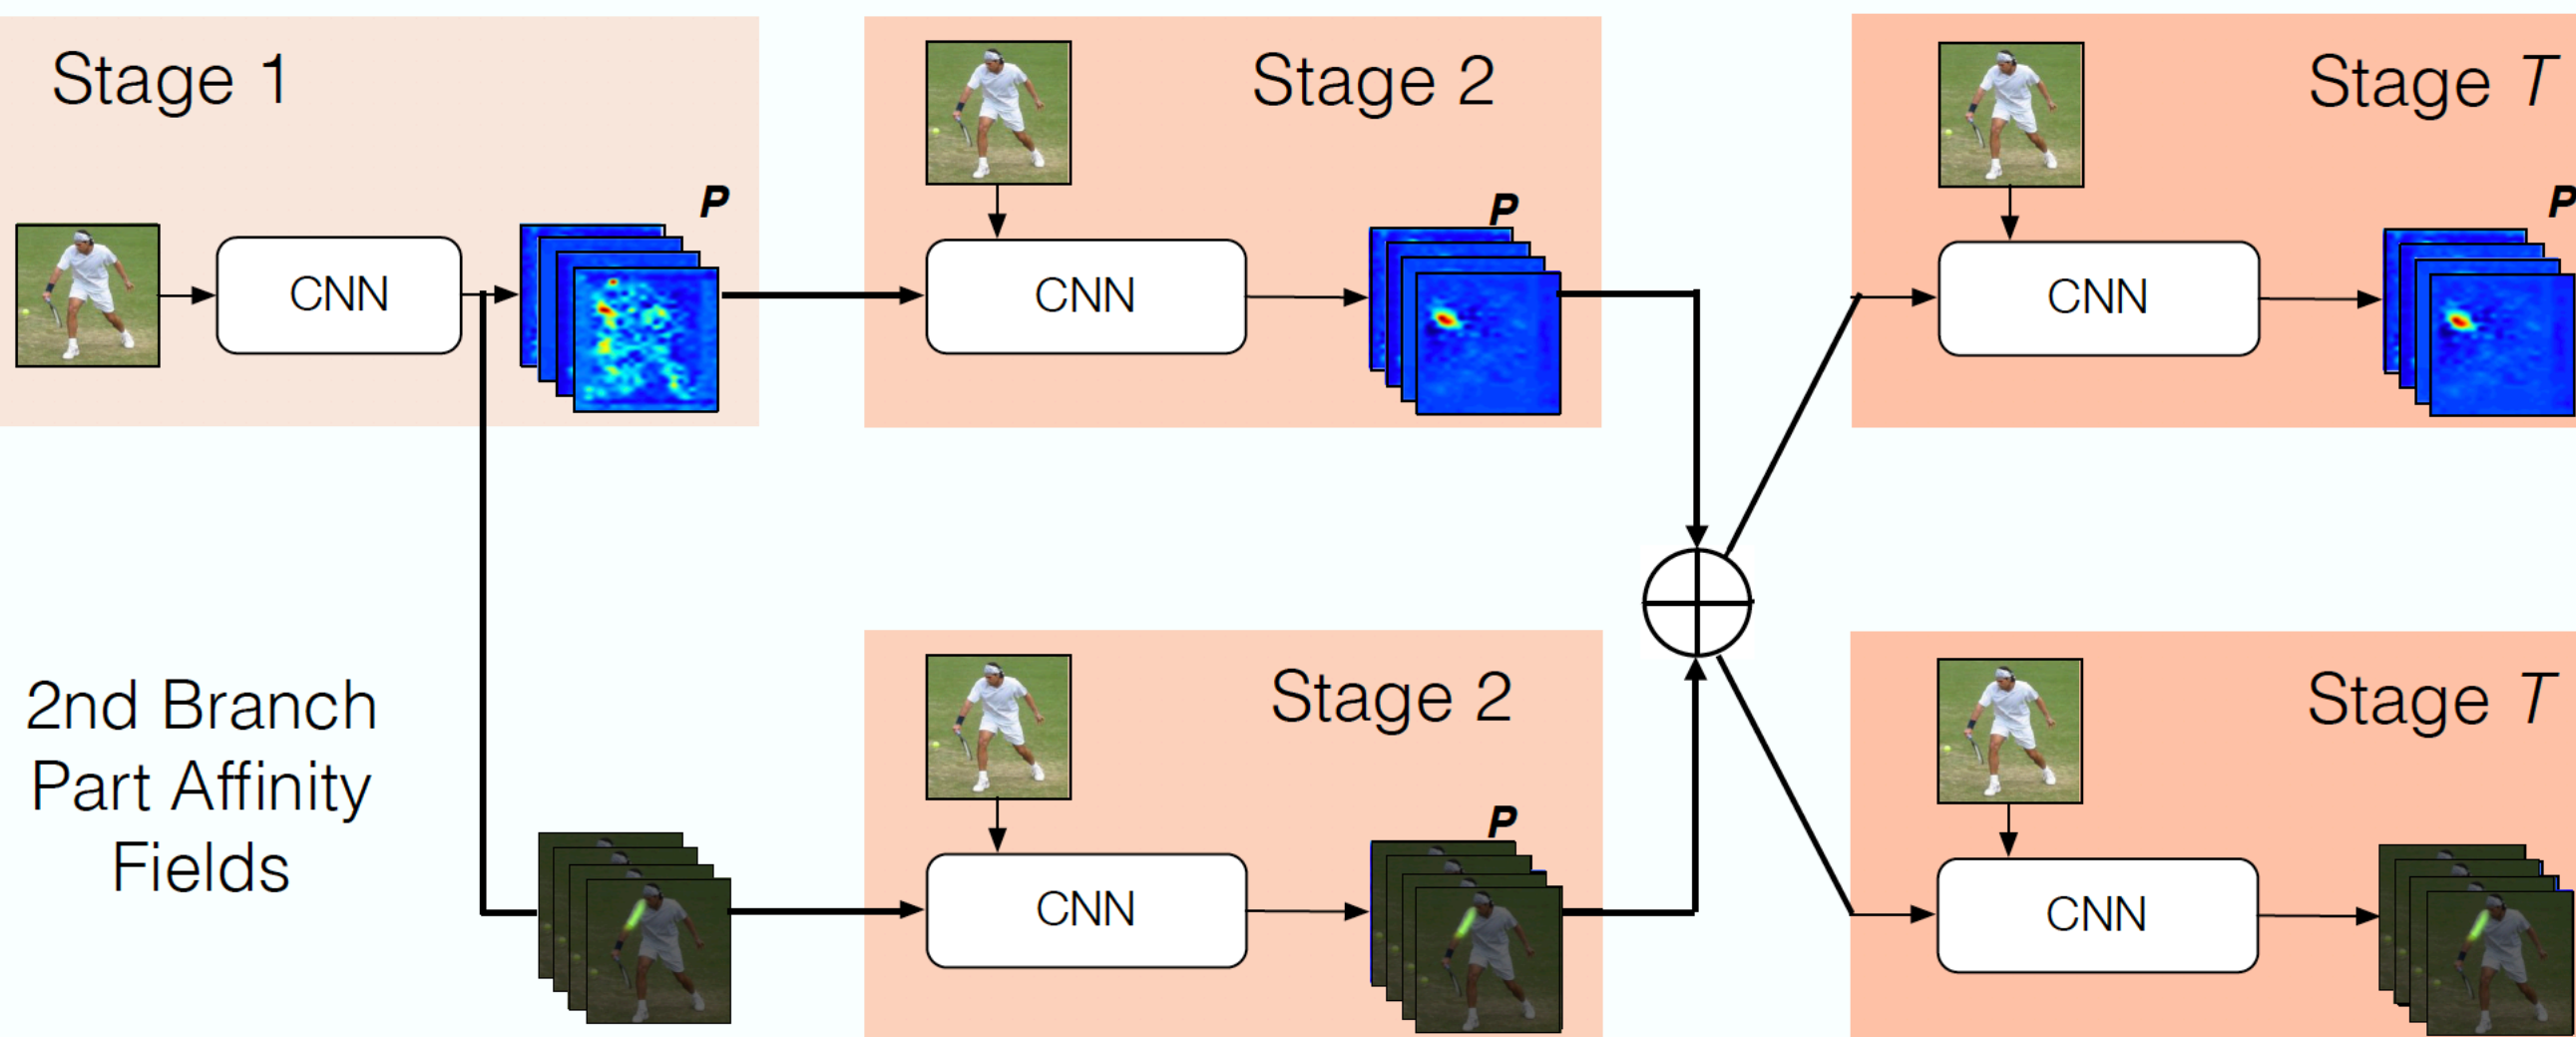 Stage 1
Stage 2
Stage T
P
P
P
CNN
CNN
CNN
2nd Branch
Part Affinity
Fields
Stage 2
Stage T
P
CNN
CNN